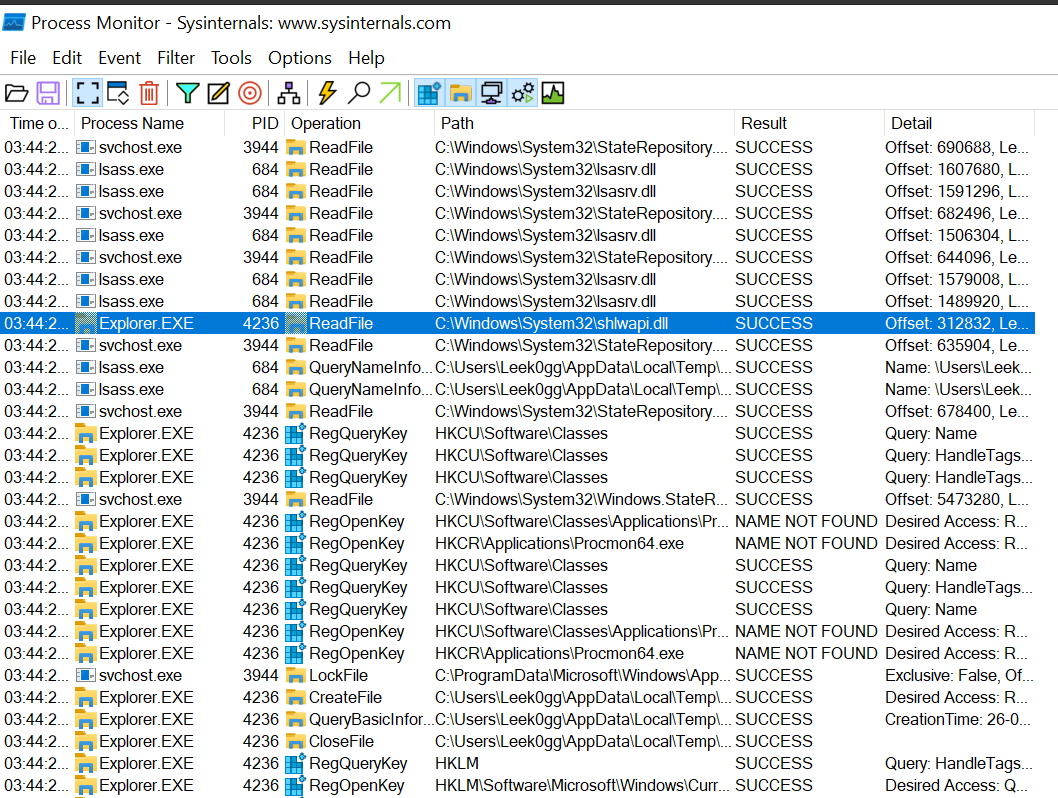 Process Monitor - Sysinternals: www.sysinternals.com
File Edit Event Filter Tools Options Help
Time o... Process Name PID Operation Path Result Detail
03:44:2... svchost.exe 3944 ReadFile C:\Windows\System32\StateRepository.... SUCCESS Offset: 690688, Le...
03:44:2... lsass.exe 684 ReadFile C:\Windows\System32\lsasrv.dll SUCCESS Offset: 1607680, L...
03:44:2... lsass.exe 684 ReadFile C:\Windows\System32\lsasrv.dll SUCCESS Offset: 1591296, L...
03:44:2... svchost.exe 3944 ReadFile C:\Windows\System32\StateRepository.... SUCCESS Offset: 682496, Le...
03:44:2... lsass.exe 684 ReadFile C:\Windows\System32\lsasrv.dll SUCCESS Offset: 1506304, L...
03:44:2... svchost.exe 3944 ReadFile C:\Windows\System32\StateRepository.... SUCCESS Offset: 644096, Le...
03:44:2... lsass.exe 684 ReadFile C:\Windows\System32\lsasrv.dll SUCCESS Offset: 1579008, L...
03:44:2... lsass.exe 684 ReadFile C:\Windows\System32\lsasrv.dll SUCCESS Offset: 1489920, L...
03:44:2... Explorer.EXE 4236 ReadFile C:\Windows\System32\shlwapi.dll SUCCESS Offset: 312832, Le...
03:44:2... svchost.exe 3944 ReadFile C:\Windows\System32\StateRepository.... SUCCESS Offset: 635904, Le...
03:44:2... lsass.exe 684 QueryNameInfo... C:\Users\Leek0gg\AppData\Local\Temp\... SUCCESS Name: \Users\Leek...
03:44:2... lsass.exe 684 QueryNameInfo... C:\Users\Leek0gg\AppData\Local\Temp\... SUCCESS Name: \Users\Leek...
03:44:2... svchost.exe 3944 ReadFile C:\Windows\System32\StateRepository.... SUCCESS Offset: 678400, Le...
03:44:2... Explorer.EXE 4236 RegQueryKey HKCU\Software\Classes SUCCESS Query: Name
03:44:2... Explorer.EXE 4236 RegQueryKey HKCU\Software\Classes SUCCESS Query: HandleTags...
03:44:2... Explorer.EXE 4236 RegQueryKey HKCU\Software\Classes SUCCESS Query: HandleTags...
03:44:2... svchost.exe 3944 ReadFile C:\Windows\System32\Windows.StateR... SUCCESS Offset: 5473280, L...
03:44:2... Explorer.EXE 4236 RegOpenKey HKCU\Software\Classes\Applications\Pr... NAME NOT FOUND Desired Access: R...
03:44:2... Explorer.EXE 4236 RegOpenKey HKCR\Applications\Procmon64.exe NAME NOT FOUND Desired Access: R...
03:44:2... Explorer.EXE 4236 RegQueryKey HKCU\Software\Classes SUCCESS Query: Name
03:44:2... Explorer.EXE 4236 RegQueryKey HKCU\Software\Classes SUCCESS Query: HandleTags...
03:44:2... Explorer.EXE 4236 RegQueryKey HKCU\Software\Classes SUCCESS Query: Name
03:44:2... Explorer.EXE 4236 RegOpenKey HKCU\Software\Classes\Applications\Pr... NAME NOT FOUND Desired Access: R...
03:44:2... Explorer.EXE 4236 RegOpenKey HKCR\Applications\Procmon64.exe NAME NOT FOUND Desired Access: R...
03:44:2... svchost.exe 3944 LockFile C:\ProgramData\Microsoft\Windows\App... SUCCESS Exclusive: False, Of...
03:44:2... Explorer.EXE 4236 CreateFile C:\Users\Leek0gg\AppData\Local\Temp\... SUCCESS Desired Access: R...
03:44:2... Explorer.EXE 4236 QueryBasicInfor... C:\Users\Leek0gg\AppData\Local\Temp\... SUCCESS CreationTime: 26-0...
03:44:2... Explorer.EXE 4236 CloseFile C:\Users\Leek0gg\AppData\Local\Temp\... SUCCESS
03:44:2... Explorer.EXE 4236 RegQueryKey HKLM SUCCESS Query: HandleTags...
03:44:2... Explorer.EXE 4236 RegOpenKey HKLM\Software\Microsoft\Windows\Curr... SUCCESS Desired Access: Q...